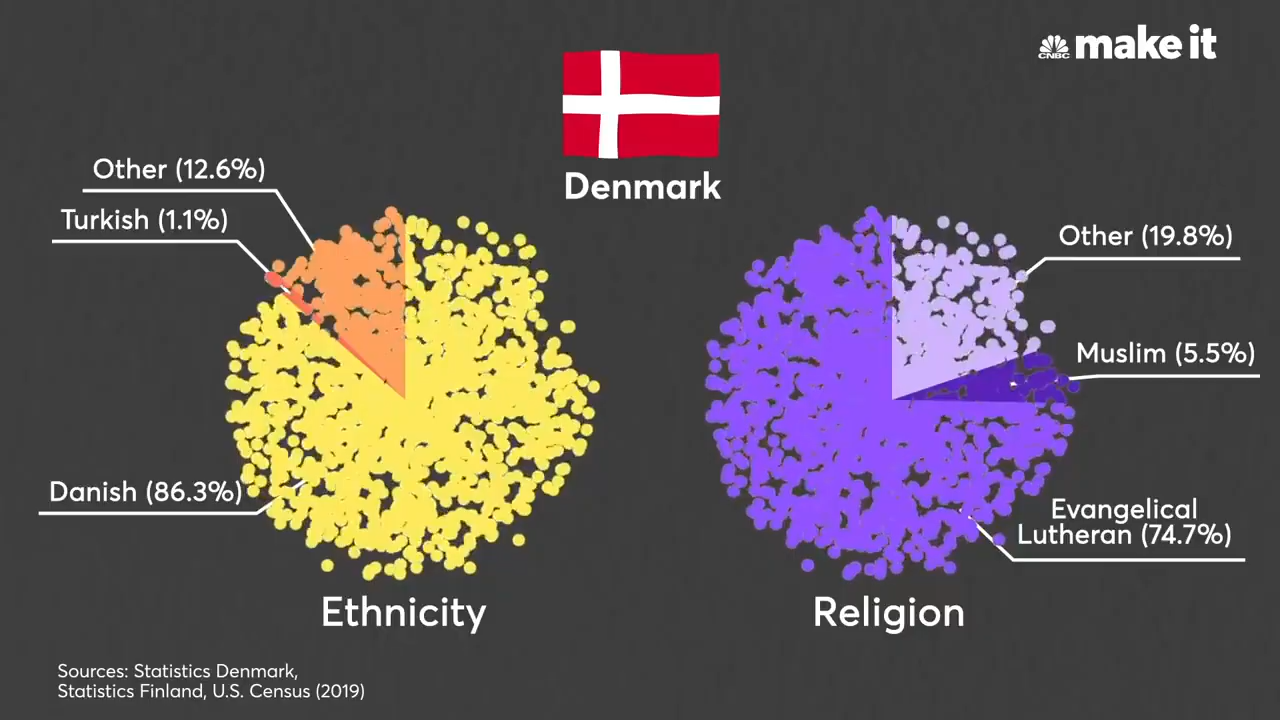 CNBC make it
Denmark
Other (12.6%)
Turkish (1.1%)
Danish (86.3%)
Ethnicity
Other (19.8%)
Muslim (5.5%)
Evangelical
Lutheran (74.7%)
Religion
Sources: Statistics Denmark,
Statistics Finland, U.S. Census (2019)